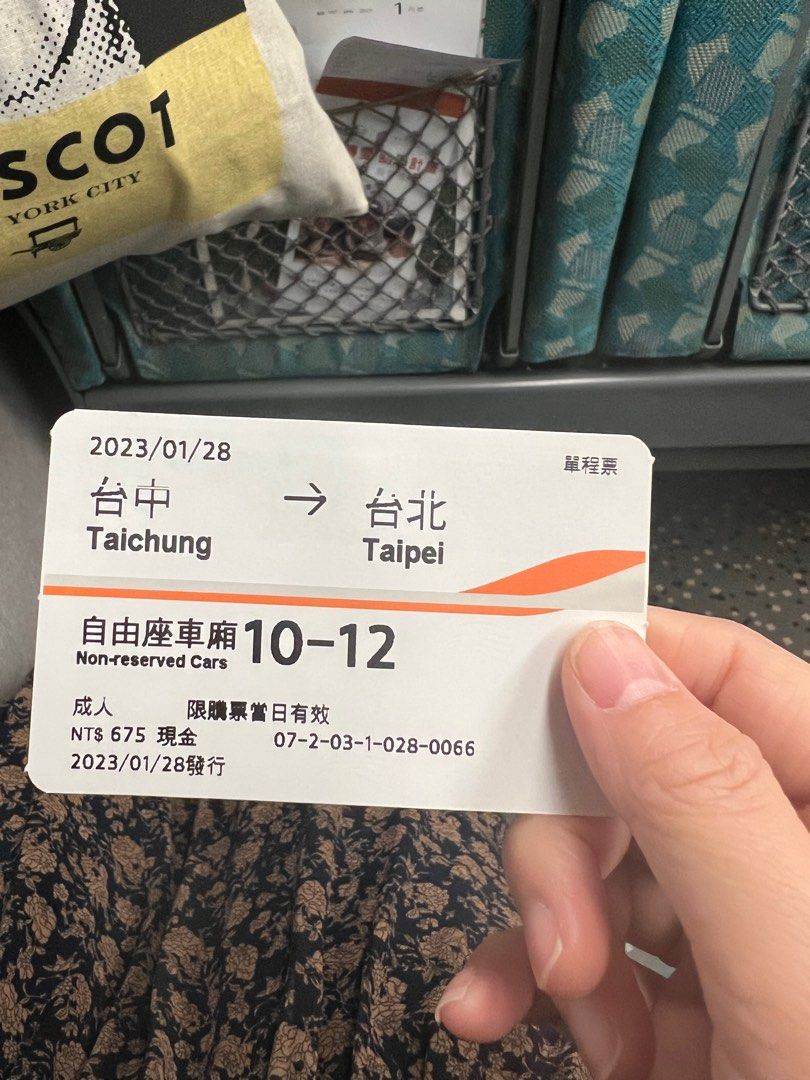 SCOT
YORK CITY
1
2023/01/28
單程票
台中 → 台北
Taichung Taipei
自由座車廂 10-12
Non-reserved Cars
成人 限購票當日有效
NT$ 675 現金 07-2-03-1-028-0066
2023/01/28發行